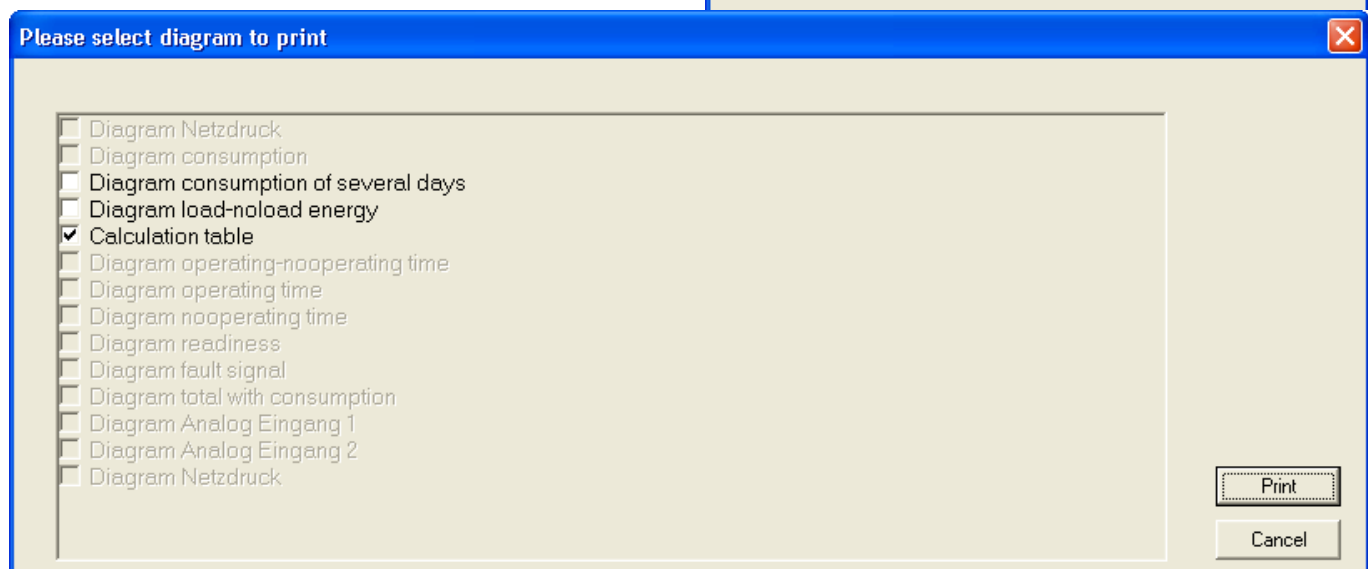 Please select diagram to print
Diagram Netzdruck
Diagram consumption
Diagram consumption of several days
Diagram load-noload energy
Calculation table
Diagram operating-nooperating time
Diagram operating time
Diagram nooperating time
Diagram readiness
Diagram fault signal
Diagram total with consumption
Diagram Analog Eingang 1
Diagram Analog Eingang 2
Diagram Netzdruck
Print
Cancel